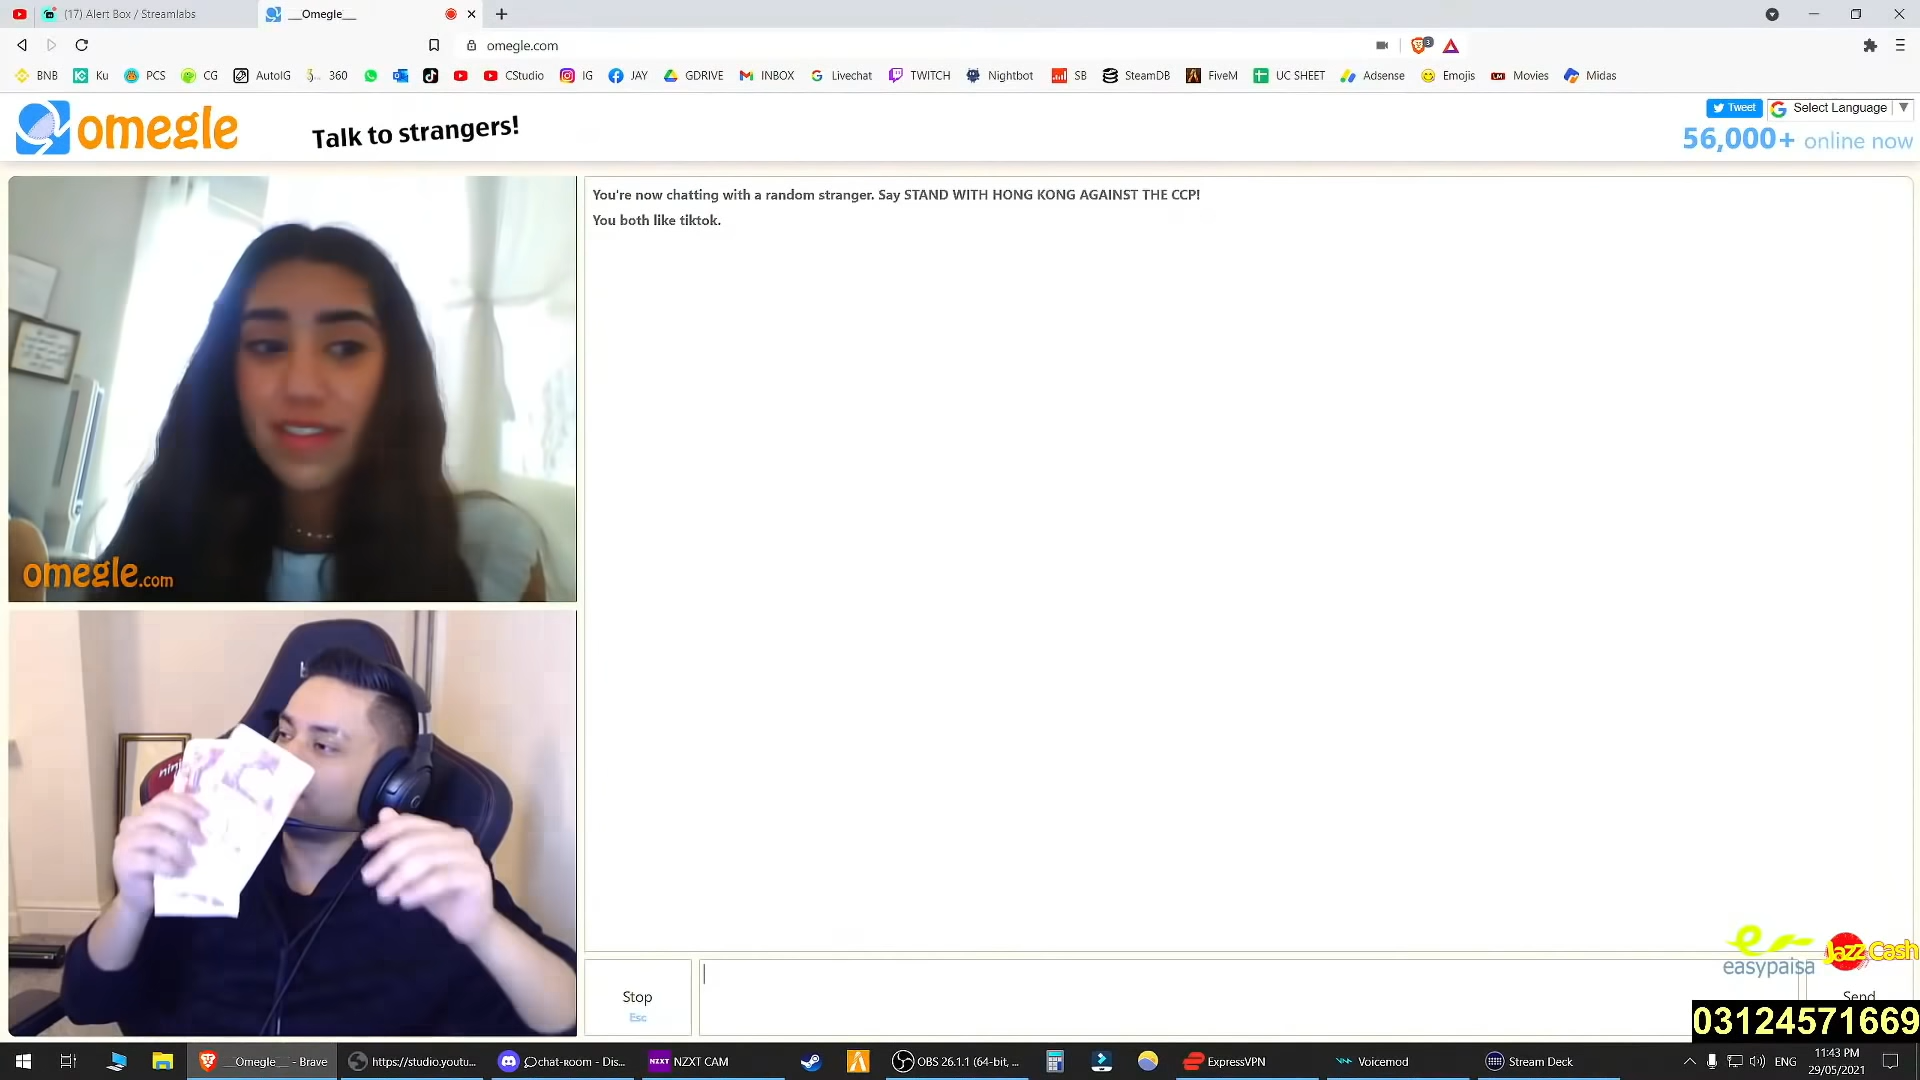 (17) Alert Box / Streamlabs
__Omegle__
omegle.com
3
BNB Ku PCS CG AutoIG 360 CStudio IG JAY GDRIVE INBOX Livechat TWITCH Nightbot SB SteamDB FiveM UC SHEET Adsense Emojis Movies Midas
omegle
Talk to strangers!
Tweet
Select Language
56,000+ online now
You're now chatting with a random stranger. Say STAND WITH HONG KONG AGAINST THE CCP!
You both like tiktok.
omegle.com
Stop
Esc
easypaisa
JazzCash
Send
03124571669
__Omegle__ - Brave
https://studio.youtu...
chat-room - Dis...
NZXT CAM
OBS 26.1.1 (64-bit, ...
ExpressVPN
Voicemod
Stream Deck
ENG
11:43 PM
29/05/2021